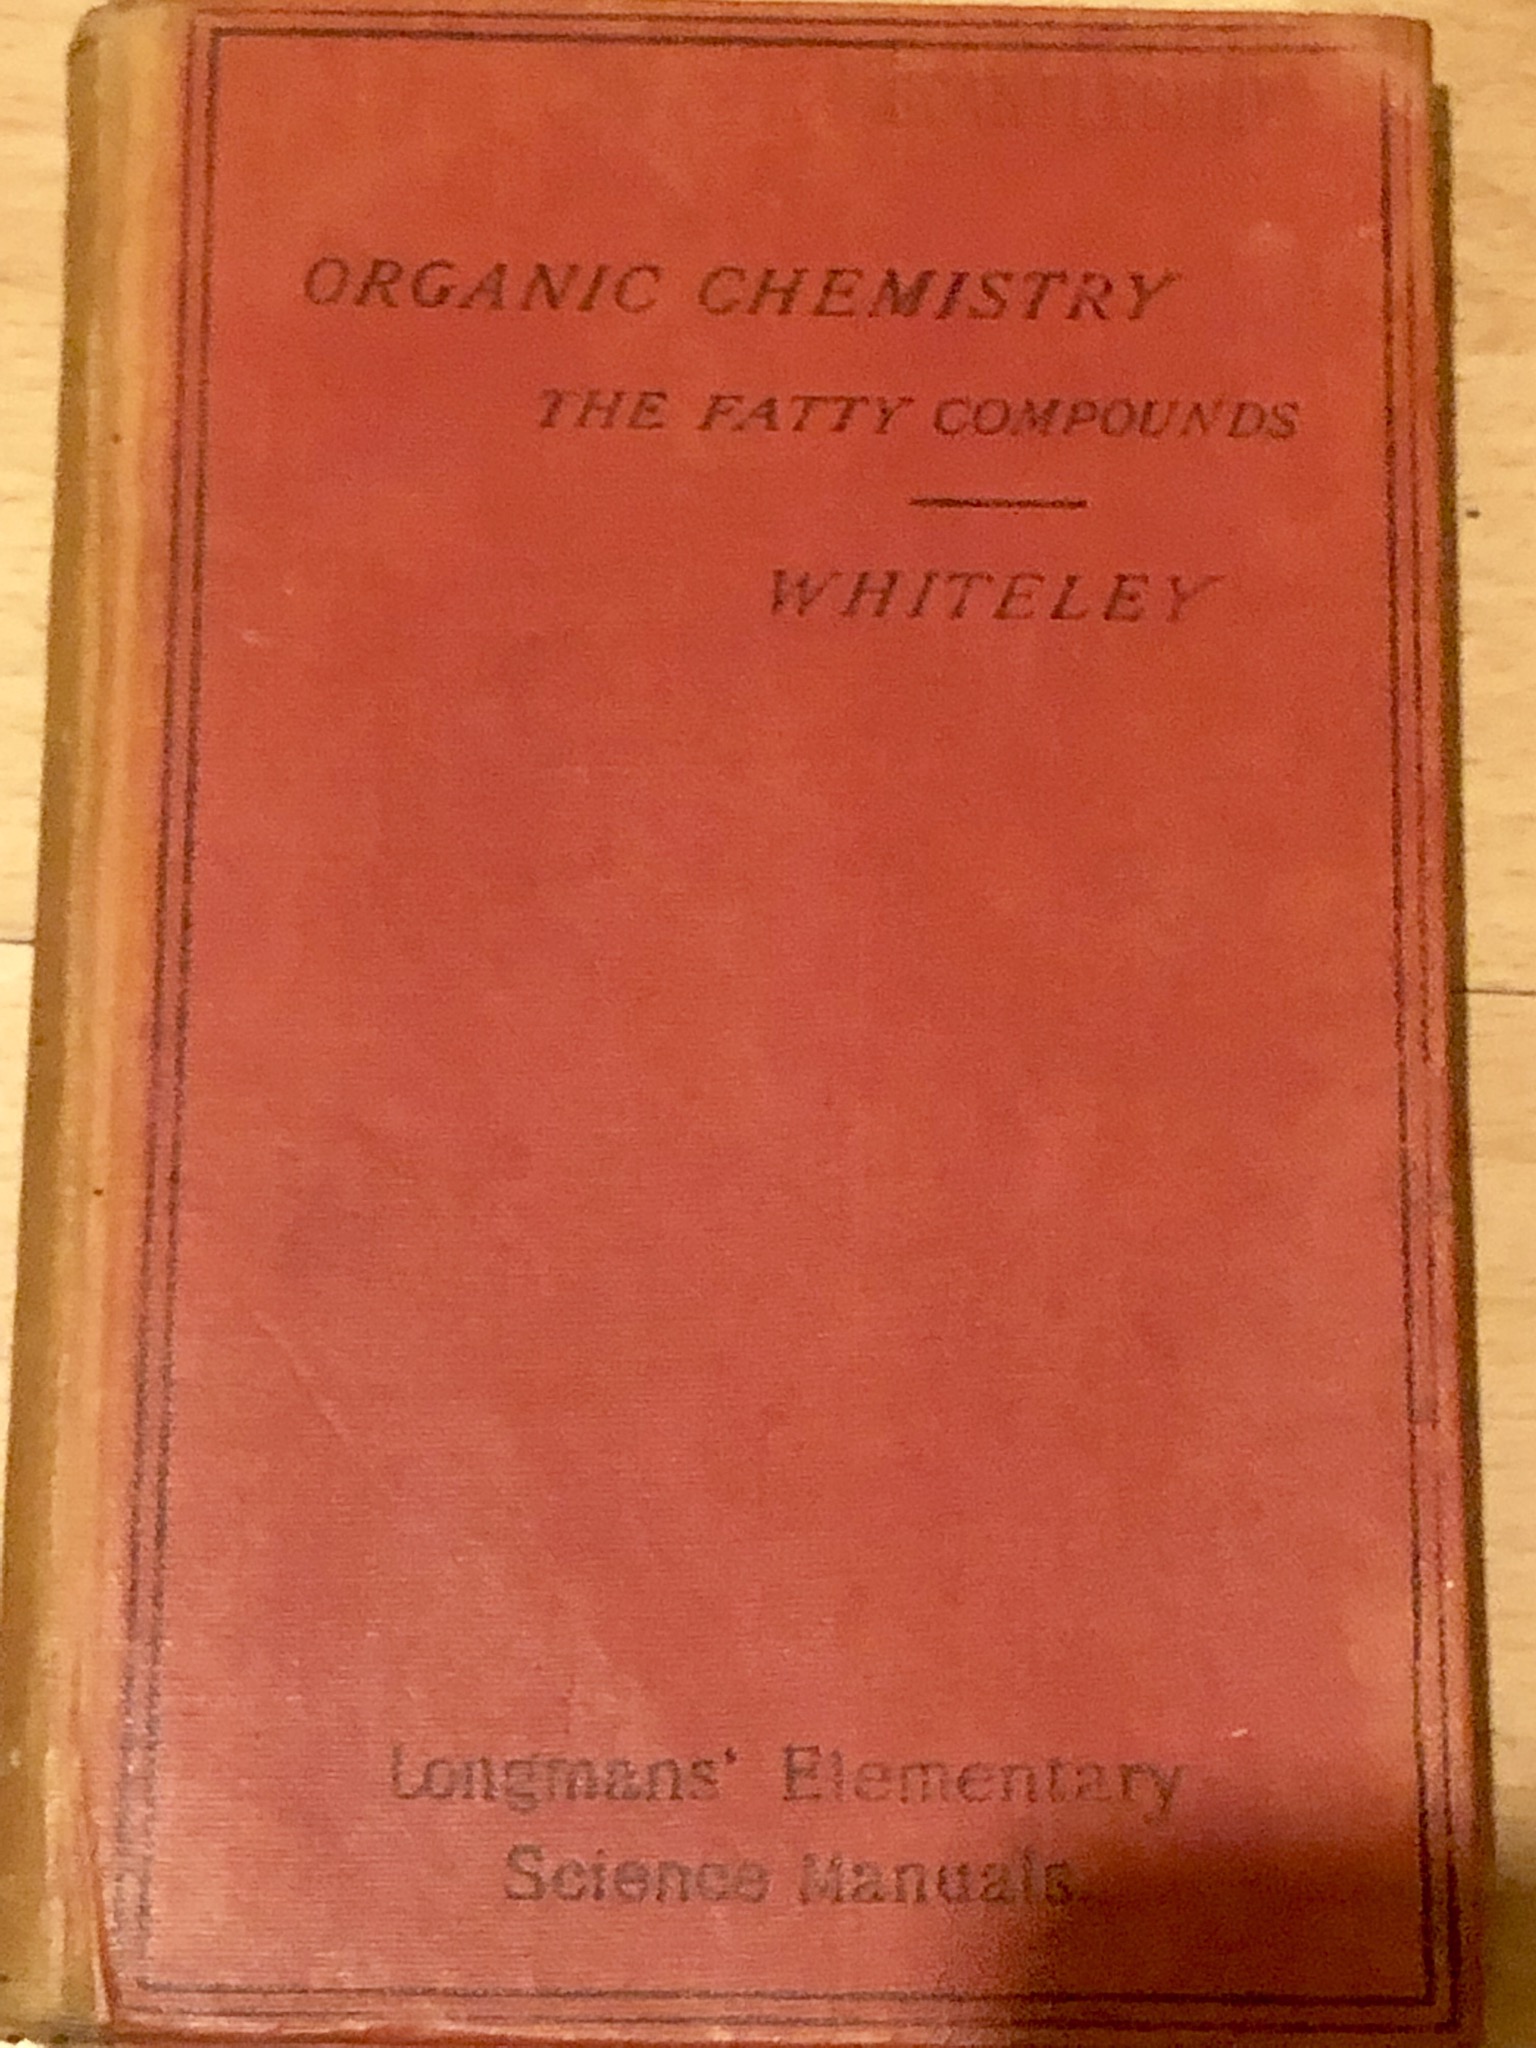 ORGANIC CHEMISTRY
THE FATTY COMPOUNDS
WHITELEY
Longmans' Elementary
Science Manuals.